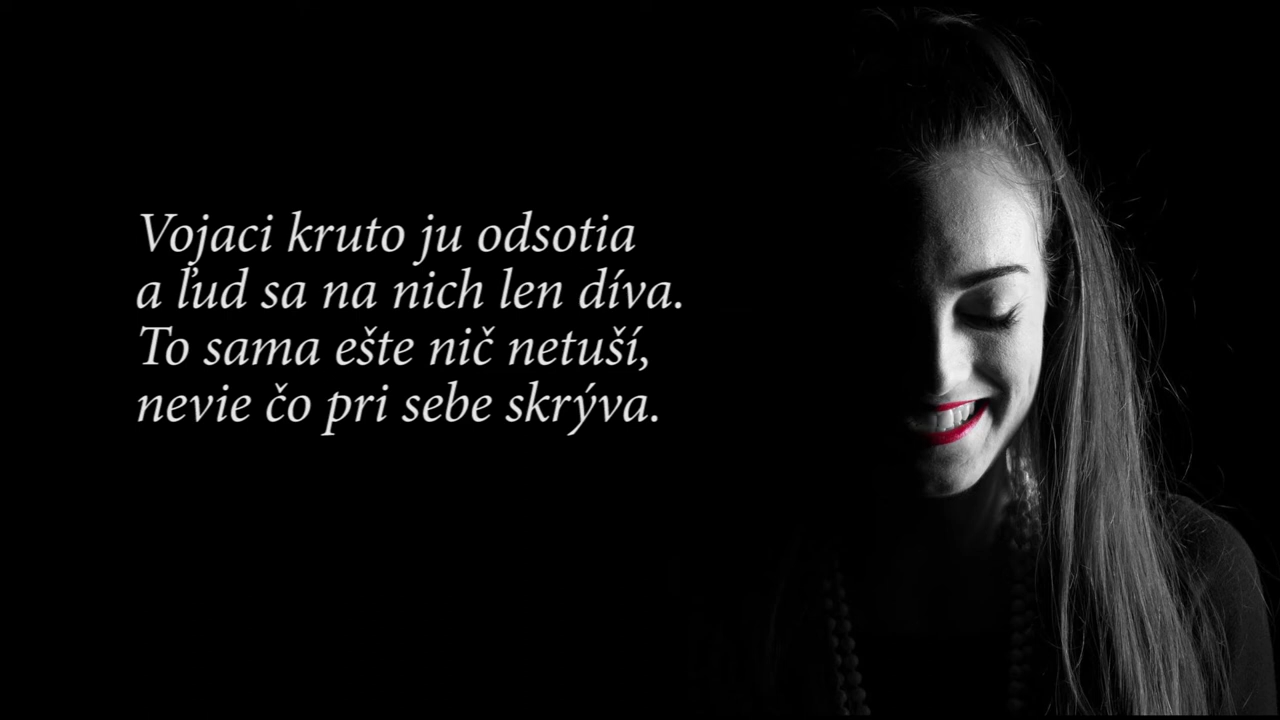 Vojaci kruto ju odsotia
a ľud sa na nich len díva.
To sama ešte nič netuší,
nevie čo pri sebe skrýva.